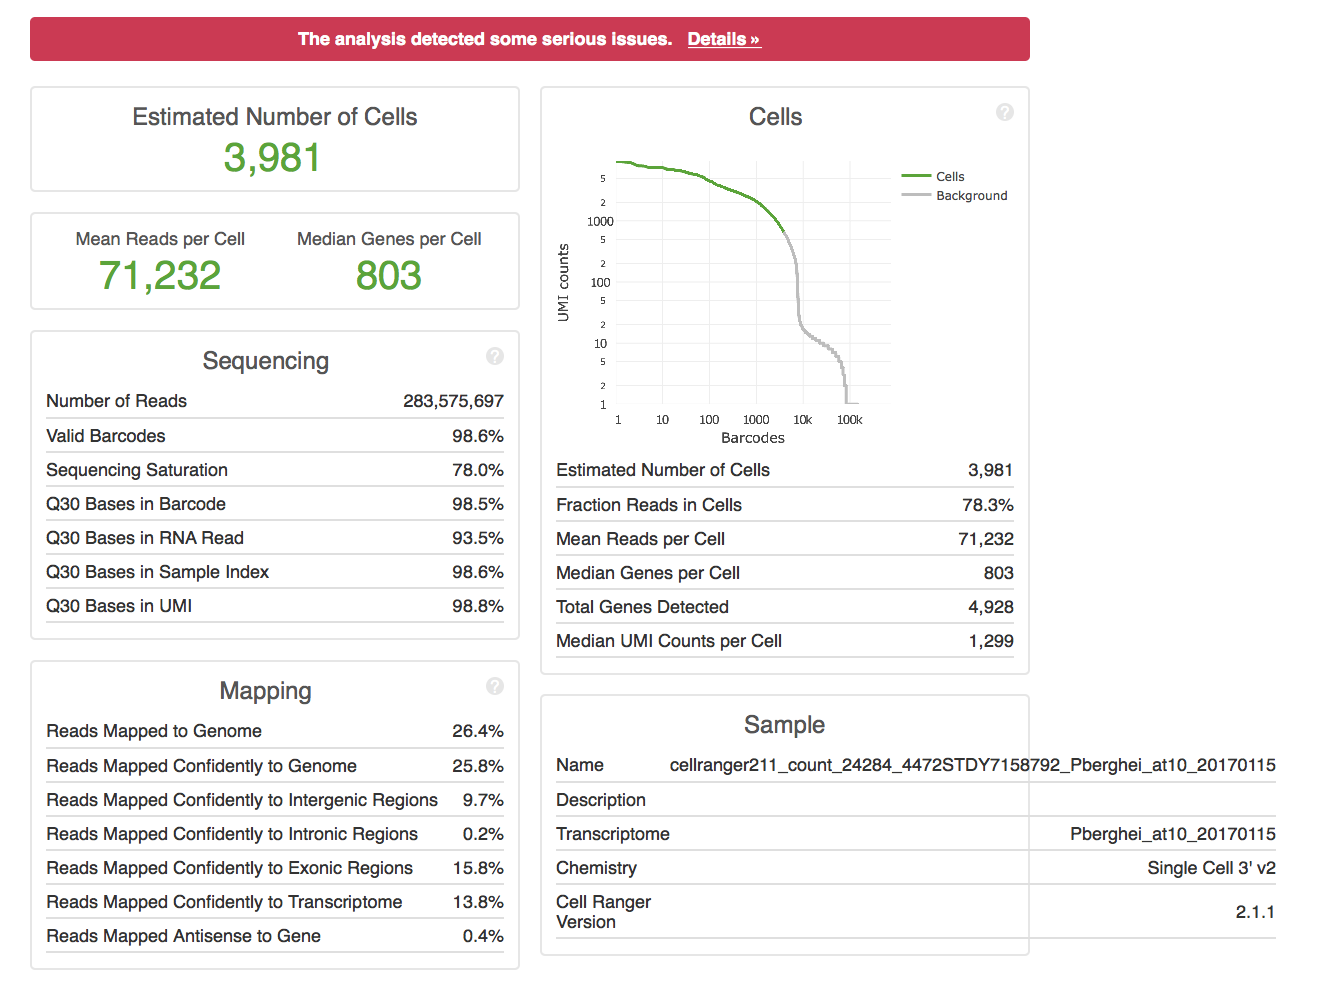 The analysis detected some serious issues. Details »
Estimated Number of Cells
3,981
Mean Reads per Cell
71,232
Median Genes per Cell
803
Sequencing
?
Number of Reads 283,575,697
Valid Barcodes 98.6%
Sequencing Saturation 78.0%
Q30 Bases in Barcode 98.5%
Q30 Bases in RNA Read 93.5%
Q30 Bases in Sample Index 98.6%
Q30 Bases in UMI 98.8%
Mapping
?
Reads Mapped to Genome 26.4%
Reads Mapped Confidently to Genome 25.8%
Reads Mapped Confidently to Intergenic Regions 9.7%
Reads Mapped Confidently to Intronic Regions 0.2%
Reads Mapped Confidently to Exonic Regions 15.8%
Reads Mapped Confidently to Transcriptome 13.8%
Reads Mapped Antisense to Gene 0.4%
Cells
?
5
2
1000
5
2
100
5
2
10
5
2
1
UMI counts
1 10 100 1000 10k 100k
Barcodes
Cells
Background
Estimated Number of Cells 3,981
Fraction Reads in Cells 78.3%
Mean Reads per Cell 71,232
Median Genes per Cell 803
Total Genes Detected 4,928
Median UMI Counts per Cell 1,299
Sample
Name cellranger211_count_24284_4472STDY7158792_Pberghei_at10_20170115
Description
Transcriptome Pberghei_at10_20170115
Chemistry Single Cell 3' v2
Cell Ranger
Version 2.1.1